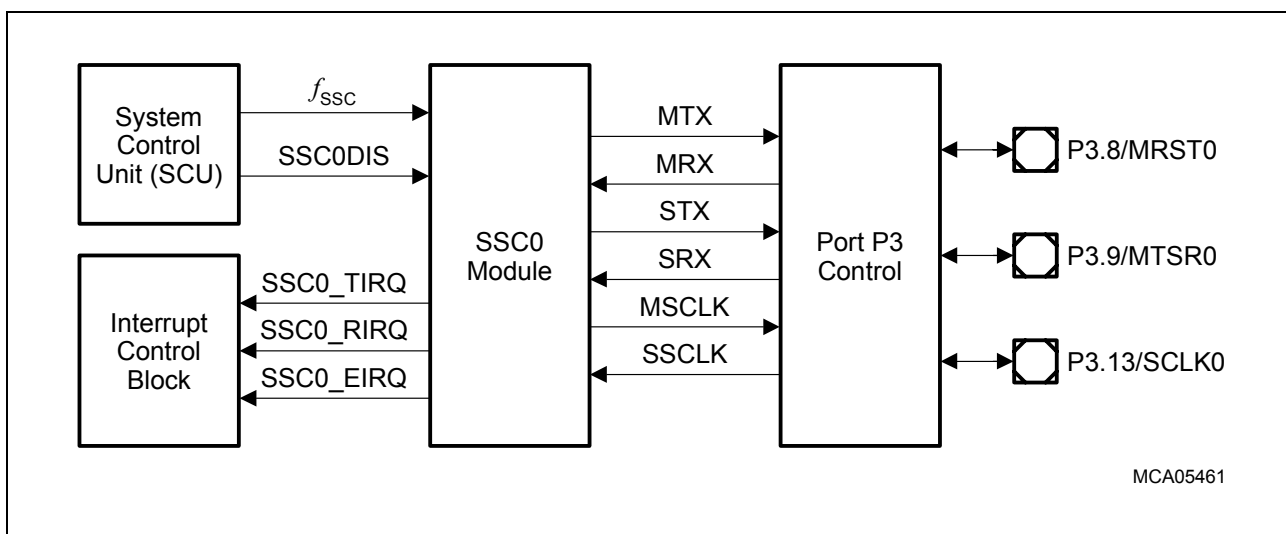 System
Control
Unit (SCU)
fSSC
SSC0DIS
Interrupt
Control
Block
SSC0_TIRQ
SSC0_RIRQ
SSC0_EIRQ
SSC0
Module
MTX
MRX
STX
SRX
MSCLK
SSCLK
Port P3
Control
P3.8/MRST0
P3.9/MTSR0
P3.13/SCLK0
MCA05461